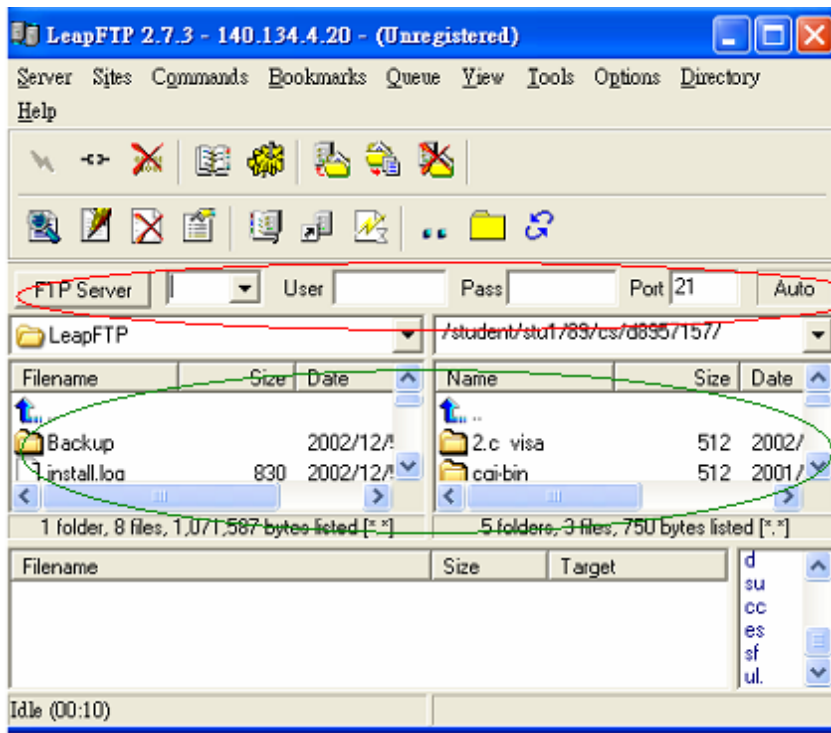 LeapFTP 2.7.3 - 140.134.4.20 - (Unregistered)
Server Sites Commands Bookmarks Queue View Tools Options Directory
Help
FTP Server User Pass Port 21 Auto
LeapFTP
/student/stu1/89/cs/d8957157/
Filename Size Date
..
Backup 2002/12/
install.log 830 2002/12/
1 folder, 8 files, 1,071,587 bytes listed [*.*]
Name Size Date
..
2.c visa 512 2002/
cgi-bin 512 2001/
5 folders, 3 files, 750 bytes listed [*.*]
Filename Size Target
d
su
cc
es
sf
ul.
Idle (00:10)